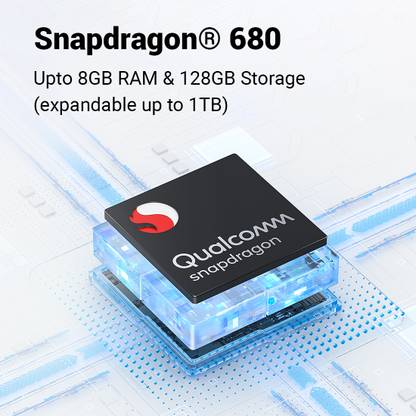 Snapdragon® 680
Upto 8GB RAM & 128GB Storage
(expandable up to 1TB)
Qualcomm
snapdragon